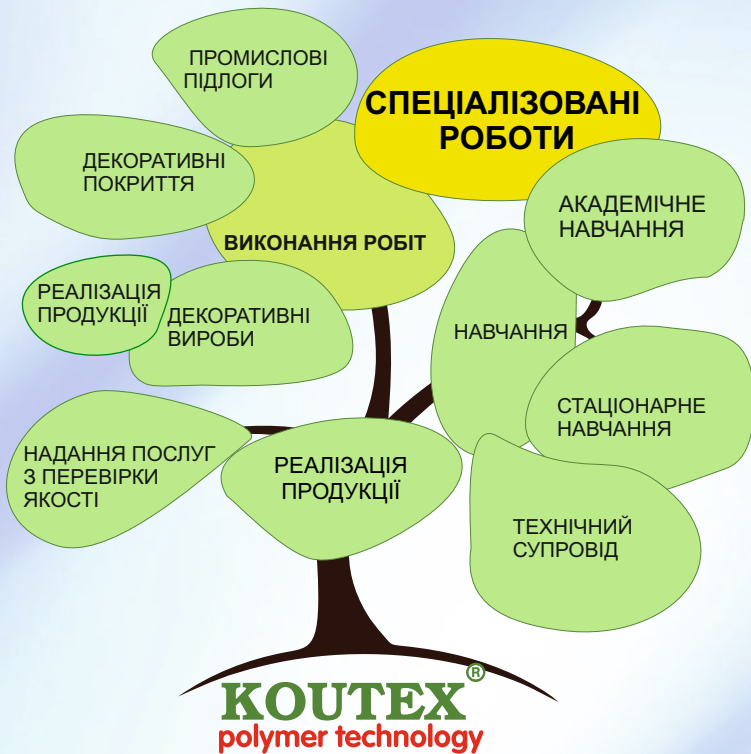 ПРОМИСЛОВІ
ПІДЛОГИ
СПЕЦІАЛІЗОВАНІ
РОБОТИ
ДЕКОРАТИВНІ
ПОКРИТТЯ
АКАДЕМІЧНЕ
НАВЧАННЯ
ВИКОНАННЯ РОБІТ
РЕАЛІЗАЦІЯ
ПРОДУКЦІЇ
ДЕКОРАТИВНІ
ВИРОБИ
НАВЧАННЯ
СТАЦІОНАРНЕ
НАВЧАННЯ
НАДАННЯ ПОСЛУГ
З ПЕРЕВІРКИ
ЯКОСТІ
РЕАЛІЗАЦІЯ
ПРОДУКЦІЇ
ТЕХНІЧНИЙ
СУПРОВІД
KOUTEX®
polymer technology